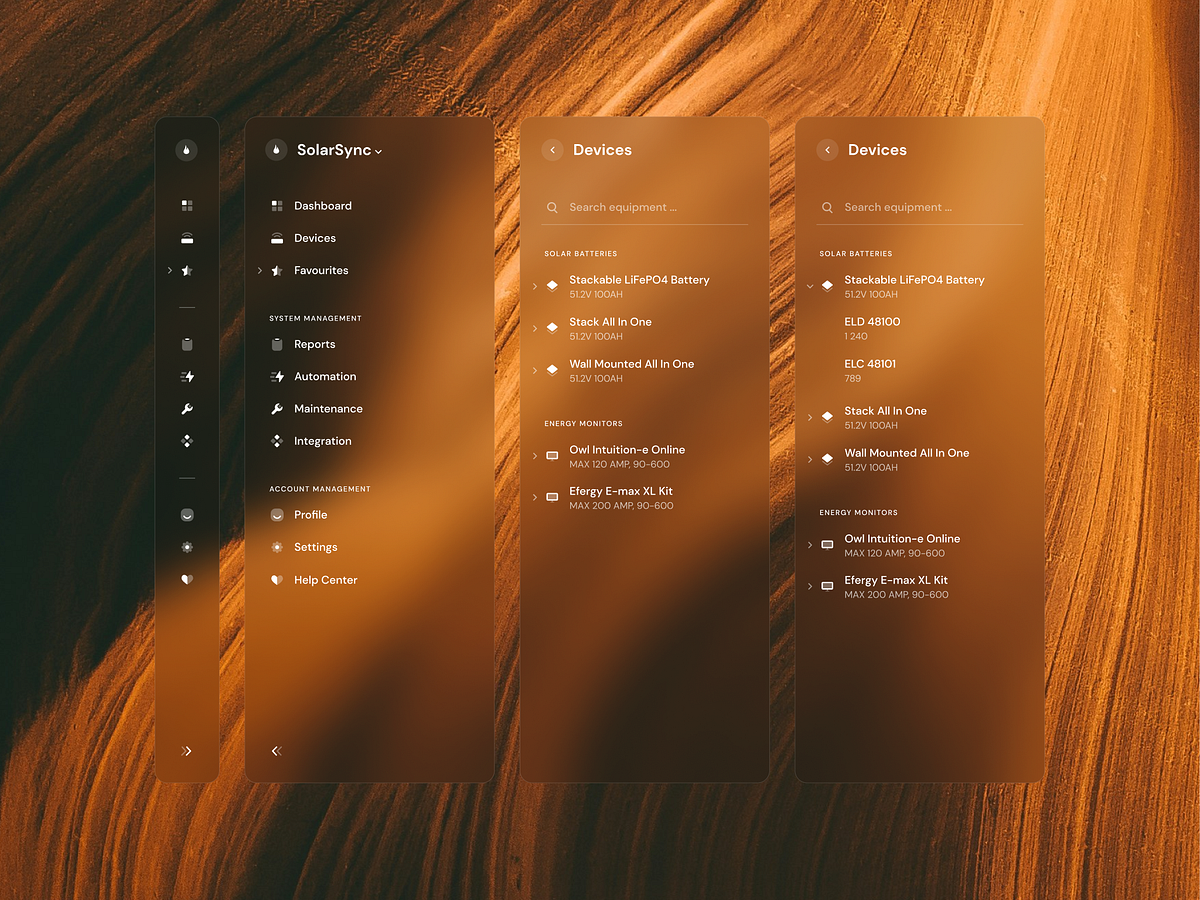 SolarSync
Dashboard
Devices
Favourites
SYSTEM MANAGEMENT
Reports
Automation
Maintenance
Integration
ACCOUNT MANAGEMENT
Profile
Settings
Help Center
Devices
Search equipment ...
SOLAR BATTERIES
Stackable LiFePO4 Battery
51.2V 100AH
Stack All In One
51.2V 100AH
Wall Mounted All In One
51.2V 100AH
ENERGY MONITORS
Owl Intuition-e Online
MAX 120 AMP, 90-600
Efergy E-max XL Kit
MAX 200 AMP, 90-600
Devices
Search equipment ...
SOLAR BATTERIES
Stackable LiFePO4 Battery
51.2V 100AH
ELD 48100
1 240
ELC 48101
789
Stack All In One
51.2V 100AH
Wall Mounted All In One
51.2V 100AH
ENERGY MONITORS
Owl Intuition-e Online
MAX 120 AMP, 90-600
Efergy E-max XL Kit
MAX 200 AMP, 90-600